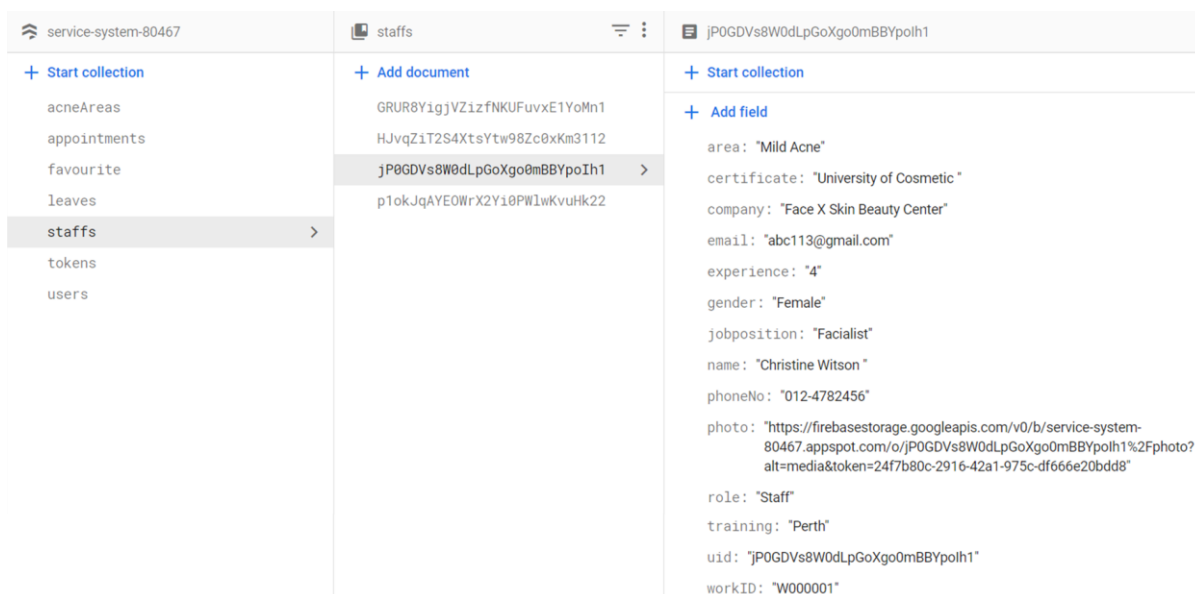 service-system-80467
Start collection
acneAreas
appointments
favourite
leaves
staffs
tokens
users
staffs
Add document
GRUR8YigjVZizfNKUFuvxE1YoMn1
HJvqZiT2S4XtsYtw98Zc0xKm3112
jP0GDVs8W0dLpGoXgo0mBBYpoIh1
p1okJqAYEOWrX2Yi0PWlwKvuHk22
jP0GDVs8W0dLpGoXgo0mBBYpoIh1
Start collection
Add field
area: "Mild Acne"
certificate: "University of Cosmetic "
company: "Face X Skin Beauty Center"
email: "abc113@gmail.com"
experience: "4"
gender: "Female"
jobposition: "Facialist"
name: "Christine Witson "
phoneNo: "012-4782456"
photo: "https://firebasestorage.googleapis.com/v0/b/service-system-
80467.appspot.com/o/jP0GDVs8W0dLpGoXgo0mBBYpoIh1%2Fphoto?
alt=media&token=24f7b80c-2916-42a1-975c-df666e20bdd8"
role: "Staff"
training: "Perth"
uid: "jP0GDVs8W0dLpGoXgo0mBBYpoIh1"
workID: "W000001"